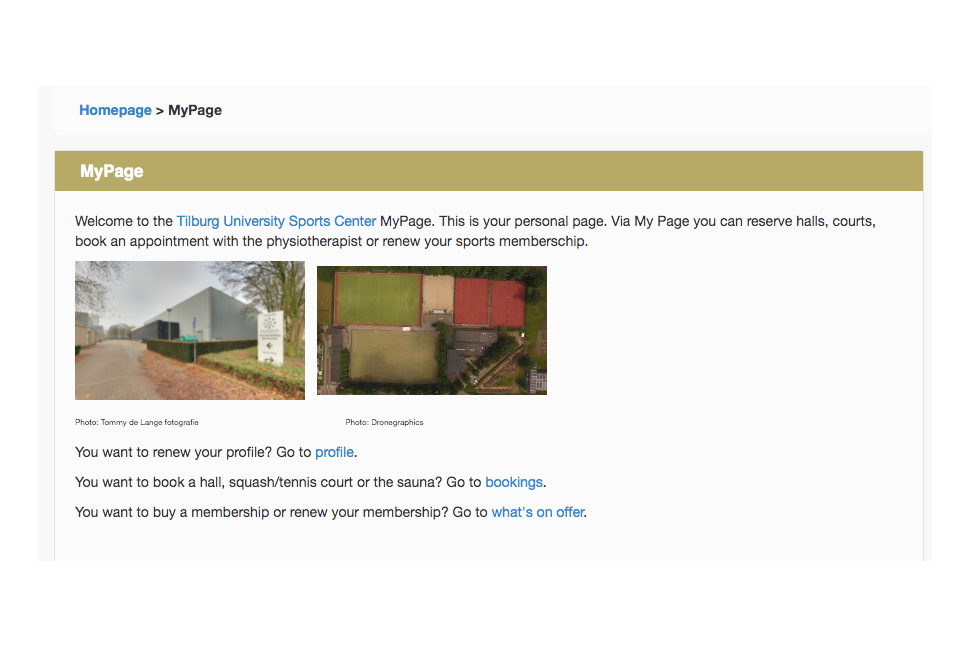 Homepage > MyPage
MyPage
Welcome to the Tilburg University Sports Center MyPage. This is your personal page. Via My Page you can reserve halls, courts,
book an appointment with the physiotherapist or renew your sports memberschip.
Photo: Tommy de Lange fotografie
Photo: Dronegraphics
You want to renew your profile? Go to profile.
You want to book a hall, squash/tennis court or the sauna? Go to bookings.
You want to buy a membership or renew your membership? Go to what's on offer.